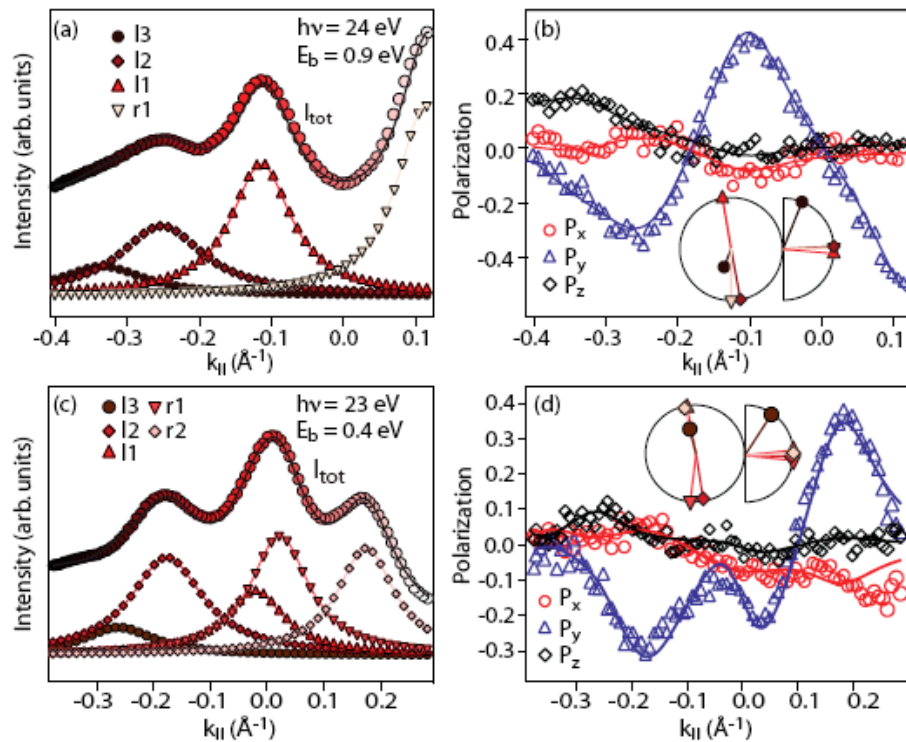 (a)
l3
l2
l1
r1
hν = 24 eV
E_b = 0.9 eV
I_tot
Intensity (arb. units)
-0.4 -0.3 -0.2 -0.1 0.0 0.1
k_II (Å⁻¹)
(b)
Polarization
0.4
0.2
0.0
-0.2
-0.4
P_x
P_y
P_z
-0.4 -0.3 -0.2 -0.1 0.0 0.1
k_II (Å⁻¹)
(c)
l3 r1
l2 r2
l1
hν = 23 eV
E_b = 0.4 eV
I_tot
Intensity (arb. units)
-0.3 -0.2 -0.1 0.0 0.1 0.2
k_II (Å⁻¹)
(d)
Polarization
0.4
0.3
0.2
0.1
0.0
-0.1
-0.2
-0.3
P_x
P_y
P_z
-0.3 -0.2 -0.1 0.0 0.1 0.2
k_II (Å⁻¹)